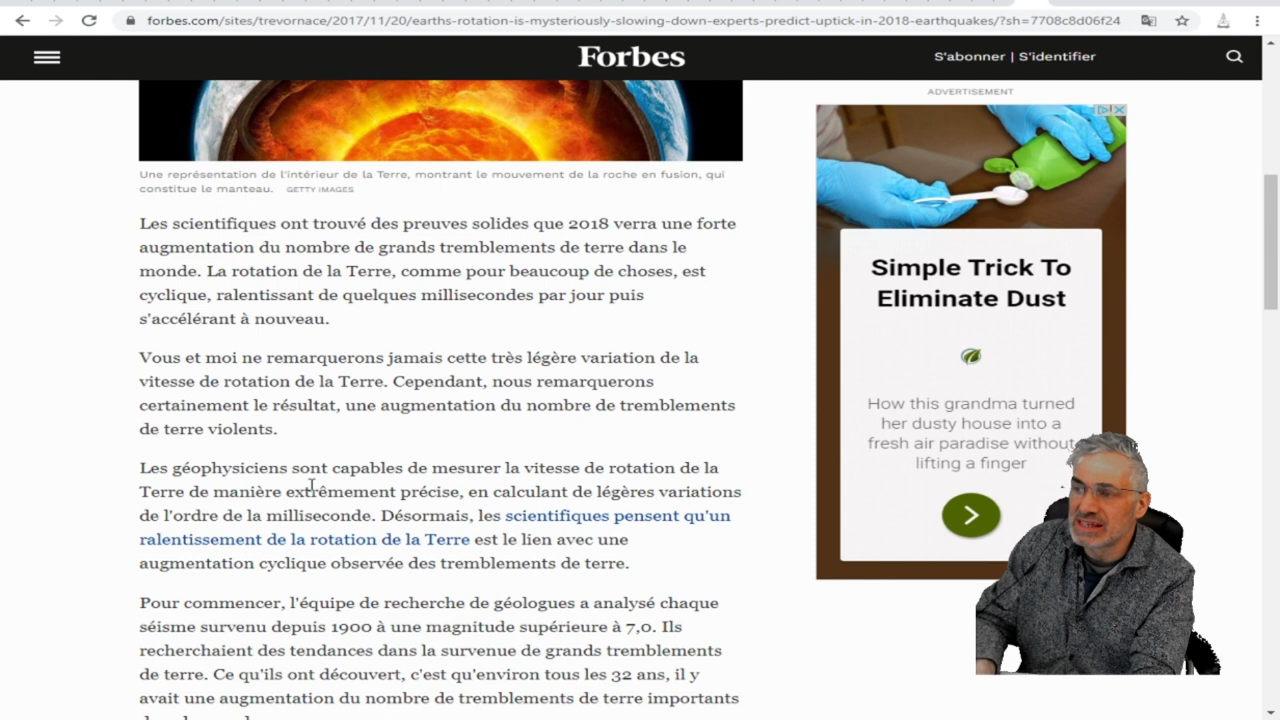 forbes.com/sites/trevornace/2017/11/20/earths-rotation-is-mysteriously-slowing-down-experts-predict-uptick-in-2018-earthquakes/?sh=7708c8d06f24
Forbes
S'abonner | S'identifier
ADVERTISEMENT
Une représentation de l'intérieur de la Terre, montrant le mouvement de la roche en fusion, qui
constitue le manteau. GETTY IMAGES
Les scientifiques ont trouvé des preuves solides que 2018 verra une forte
augmentation du nombre de grands tremblements de terre dans le
monde. La rotation de la Terre, comme pour beaucoup de choses, est
cyclique, ralentissant de quelques millisecondes par jour puis
s'accélérant à nouveau.
Vous et moi ne remarquerons jamais cette très légère variation de la
vitesse de rotation de la Terre. Cependant, nous remarquerons
certainement le résultat, une augmentation du nombre de tremblements
de terre violents.
Les géophysiciens sont capables de mesurer la vitesse de rotation de la
Terre de manière extrêmement précise, en calculant de légères variations
de l'ordre de la milliseconde. Désormais, les scientifiques pensent qu'un
ralentissement de la rotation de la Terre est le lien avec une
augmentation cyclique observée des tremblements de terre.
Pour commencer, l'équipe de recherche de géologues a analysé chaque
séisme survenu depuis 1900 à une magnitude supérieure à 7,0. Ils
recherchaient des tendances dans la survenue de grands tremblements
de terre. Ce qu'ils ont découvert, c'est qu'environ tous les 32 ans, il y
avait une augmentation du nombre de tremblements de terre importants
Simple Trick To
Eliminate Dust
How this grandma turned
her dusty house into a
fresh air paradise without
lifting a finger